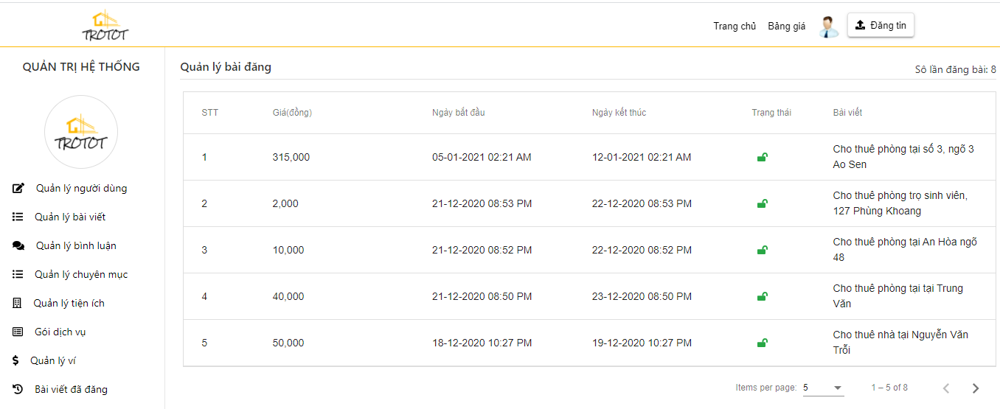 TROTOT
Trang chủ
Bảng giá
Đăng tin
QUẢN TRỊ HỆ THỐNG
TROTOT
Quản lý người dùng
Quản lý bài viết
Quản lý bình luận
Quản lý chuyên mục
Quản lý tiện ích
Gói dịch vụ
Quản lý ví
Bài viết đã đăng
Quản lý bài đăng
Sô lần đăng bài: 8
STT Giá(đồng) Ngày bắt đầu Ngày kết thúc Trạng thái Bài viết
1 315,000 05-01-2021 02:21 AM 12-01-2021 02:21 AM Cho thuê phòng tại số 3, ngõ 3
Ao Sen
2 2,000 21-12-2020 08:53 PM 22-12-2020 08:53 PM Cho thuê phòng trọ sinh viên,
127 Phùng Khoang
3 10,000 21-12-2020 08:52 PM 22-12-2020 08:52 PM Cho thuê phòng tại An Hòa ngõ
48
4 40,000 21-12-2020 08:50 PM 23-12-2020 08:50 PM Cho thuê phòng tại tại Trung
Văn
5 50,000 18-12-2020 10:27 PM 19-12-2020 10:27 PM Cho thuê nhà tại Nguyễn Văn
Trỗi
Items per page: 5 1 – 5 of 8